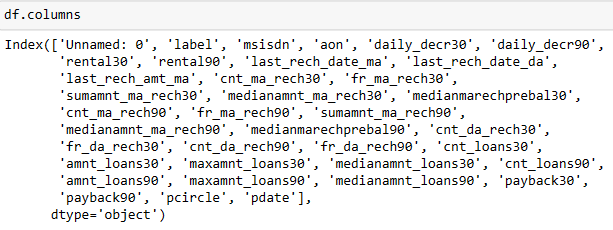 df.columns
Index(['Unnamed: 0', 'label', 'msisdn', 'aon', 'daily_decr30', 'daily_decr90',
'rental30', 'rental90', 'last_rech_date_ma', 'last_rech_date_da',
'last_rech_amt_ma', 'cnt_ma_rech30', 'fr_ma_rech30',
'sumamnt_ma_rech30', 'medianamnt_ma_rech30', 'medianmarechprebal30',
'cnt_ma_rech90', 'fr_ma_rech90', 'sumamnt_ma_rech90',
'medianamnt_ma_rech90', 'medianmarechprebal90', 'cnt_da_rech30',
'fr_da_rech30', 'cnt_da_rech90', 'fr_da_rech90', 'cnt_loans30',
'amnt_loans30', 'maxamnt_loans30', 'medianamnt_loans30', 'cnt_loans90',
'amnt_loans90', 'maxamnt_loans90', 'medianamnt_loans90', 'payback30',
'payback90', 'pcircle', 'pdate'],
dtype='object')